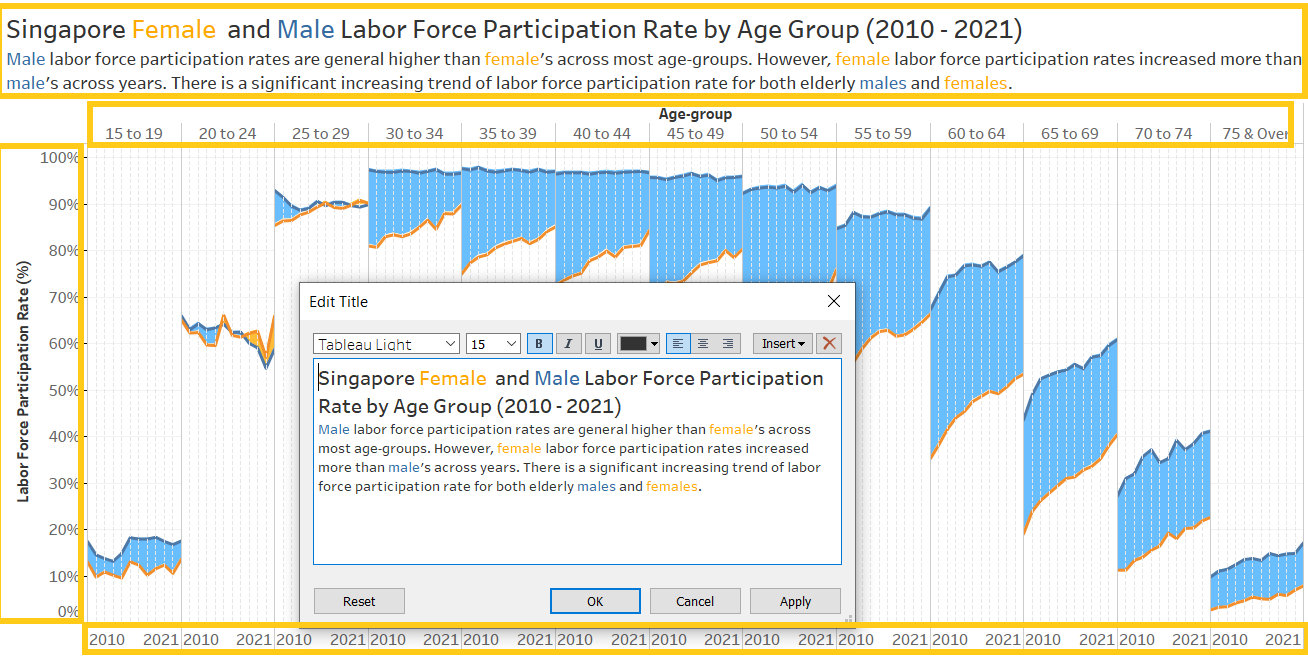 Singapore Female and Male Labor Force Participation Rate by Age Group (2010 - 2021)
Male labor force participation rates are general higher than female's across most age-groups. However, female labor force participation rates increased more than
male's across years. There is a significant increasing trend of labor force participation rate for both elderly males and females.
Age-group
15 to 19 20 to 24 25 to 29 30 to 34 35 to 39 40 to 44 45 to 49 50 to 54 55 to 59 60 to 64 65 to 69 70 to 74 75 & Over
Labor Force Participation Rate (%)
100%
90%
80%
70%
60%
50%
40%
30%
20%
10%
0%
Edit Title
Tableau Light 15 B I U Insert
Singapore Female and Male Labor Force Participation
Rate by Age Group (2010 - 2021)
Male labor force participation rates are general higher than female's across
most age-groups. However, female labor force participation rates increased
more than male's across years. There is a significant increasing trend of labor
force participation rate for both elderly males and females.
Reset OK Cancel Apply
2010 2021 2010 2021 2010 2021 2010 2021 2010 2021 2010 2021 2010 2021 2010 2021 2010 2021 2010 2021 2010 2021 2010 2021 2010 2021